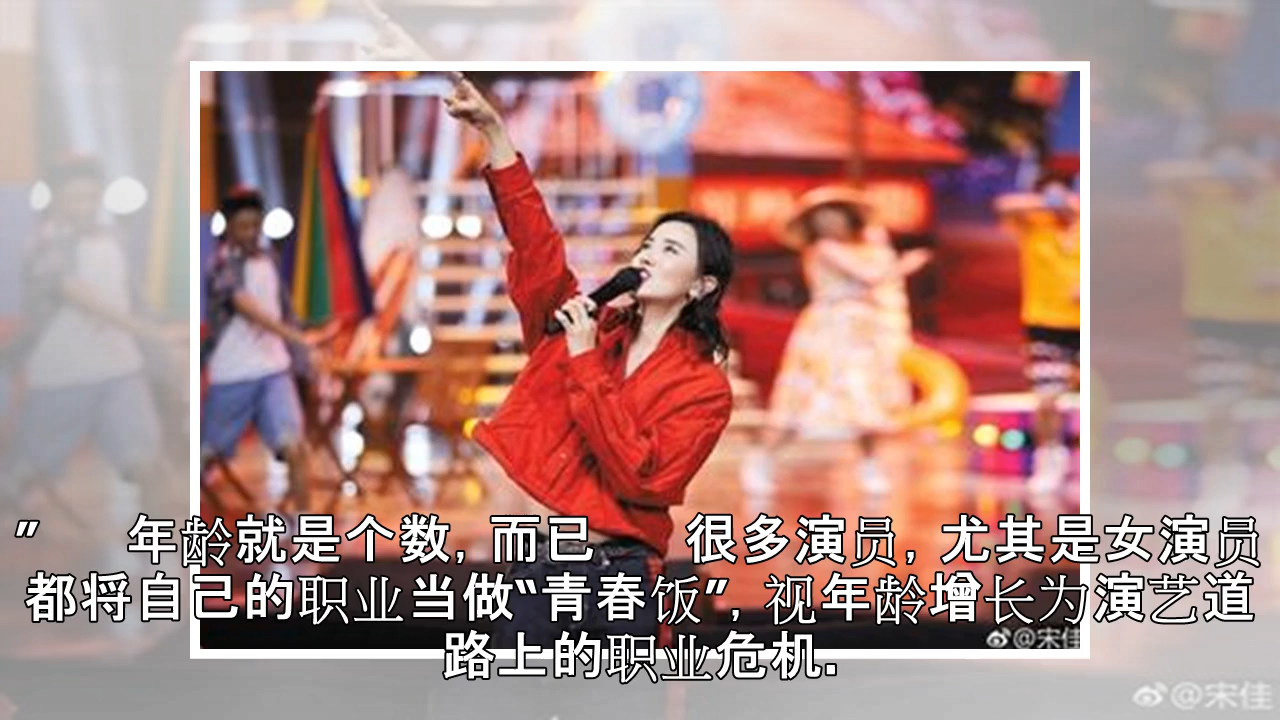 ” 年龄就是个数, 而已 很多演员, 尤其是女演员
都将自己的职业当做“青春饭”, 视年龄增长为演艺道
路上的职业危机.
@宋佳
@宋佳